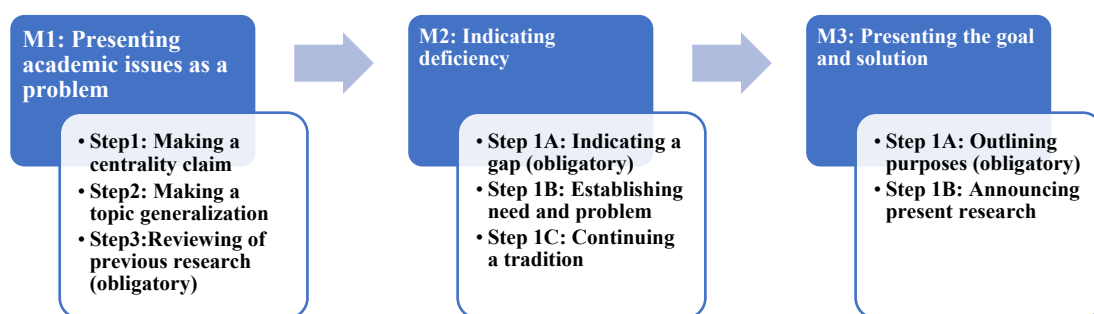 M1: Presenting
academic issues as a
problem
• Step1: Making a
centrality claim
• Step2: Making a
topic generalization
• Step3:Reviewing of
previous research
(obligatory)
M2: Indicating
deficiency
• Step 1A: Indicating a
gap (obligatory)
• Step 1B: Establishing
need and problem
• Step 1C: Continuing
a tradition
M3: Presenting the goal
and solution
• Step 1A: Outlining
purposes (obligatory)
• Step 1B: Announcing
present research